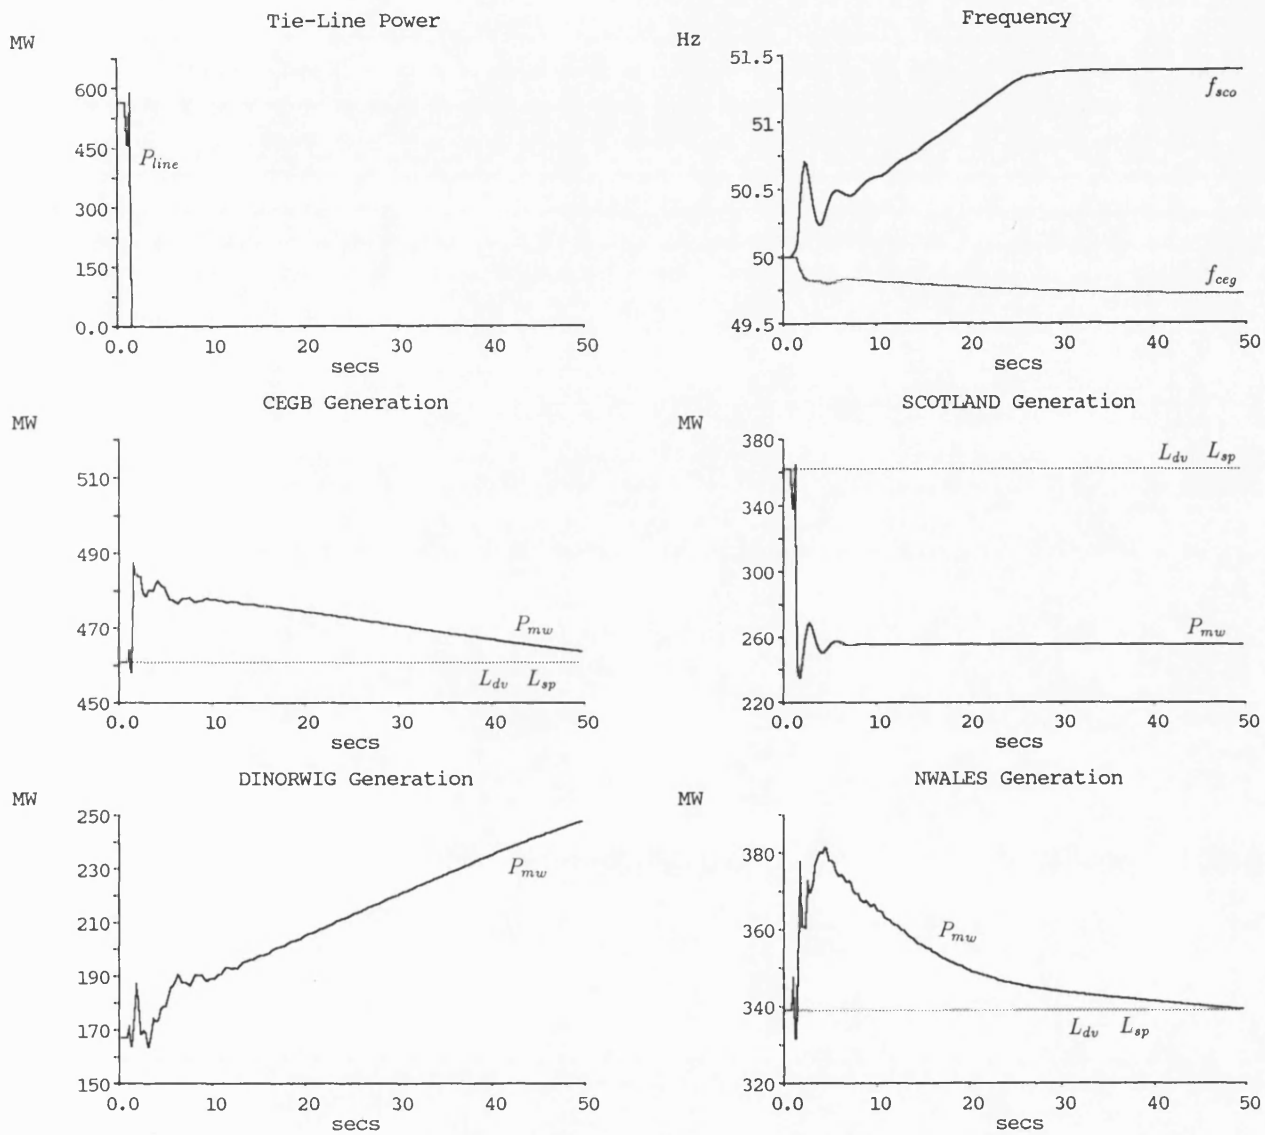 Tie-Line Power
MW
600
450
300
150
0.0
P_line
0.0 10 20 30 40 50
secs
Frequency
Hz
51.5
51
50.5
50
49.5
f_sco
f_ceg
0.0 10 20 30 40 50
secs
CEGB Generation
MW
510
490
470
450
P_mw
L_dv L_sp
0.0 10 20 30 40 50
secs
SCOTLAND Generation
MW
380
340
300
260
220
L_dv L_sp
P_mw
0.0 10 20 30 40 50
secs
DINORWIG Generation
MW
250
230
210
190
170
150
P_mw
0.0 10 20 30 40 50
secs
NWALES Generation
MW
380
360
340
320
P_mw
L_dv L_sp
0.0 10 20 30 40 50
secs